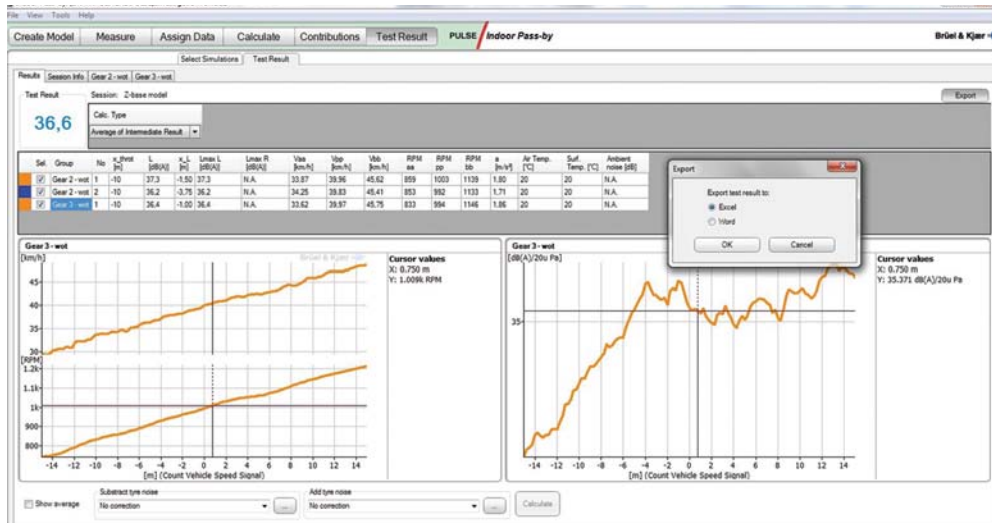 File View Tools Help
Create Model Measure Assign Data Calculate Contributions Test Result PULSE Indoor Pass-by Brüel & Kjær
Select Simulations Test Result
Results Session Info Gear 2 - wot Gear 3 - wot
Test Result Session: Z-base model Export
36,6
Calc. Type
Average of Intermediate Result
Sel. Group No x_throt [m] L [dB(A)] x_L [m] Lmax L [dB(A)] Lmax R [dB(A)] Vaa [km/h] Vpp [km/h] Vbb [km/h] RPM aa RPM pp RPM bb a [m/s²] Air Temp. [°C] Surf. Temp. [°C] Ambient noise [dB]
Gear 2 - wot 1 -10 37,3 -1,50 37,3 N.A. 33,87 39,96 45,62 859 1003 1139 1,80 20 20 N.A.
Gear 2 - wot 2 -10 36,2 -3,75 36,2 N.A. 34,25 39,83 45,41 853 992 1133 1,71 20 20 N.A.
Gear 3 - wot 1 -10 36,4 -1,00 36,4 N.A. 33,62 39,97 45,75 833 994 1146 1,86 20 20 N.A.
Export
Export test result to:
Excel
Word
OK Cancel
Gear 3 - wot
[km/h]
Brüel & Kjær
Cursor values
X: 0.750 m
Y: 1.009k RPM
45
40
35
30
[RPM]
1.2k
1.1k
1k
900
800
-14 -12 -10 -8 -6 -4 -2 0 2 4 6 8 10 12 14
[m] (Count Vehicle Speed Signal)
Gear 3 - wot
[dB(A)/20u Pa]
Cursor values
X: 0.750 m
Y: 35.371 dB(A)/20u Pa
35
-14 -12 -10 -8 -6 -4 -2 0 2 4 6 8 10 12 14
[m] (Count Vehicle Speed Signal)
Show average
Substract tyre noise
No correction ...
Add tyre noise
No correction ...
Calculate